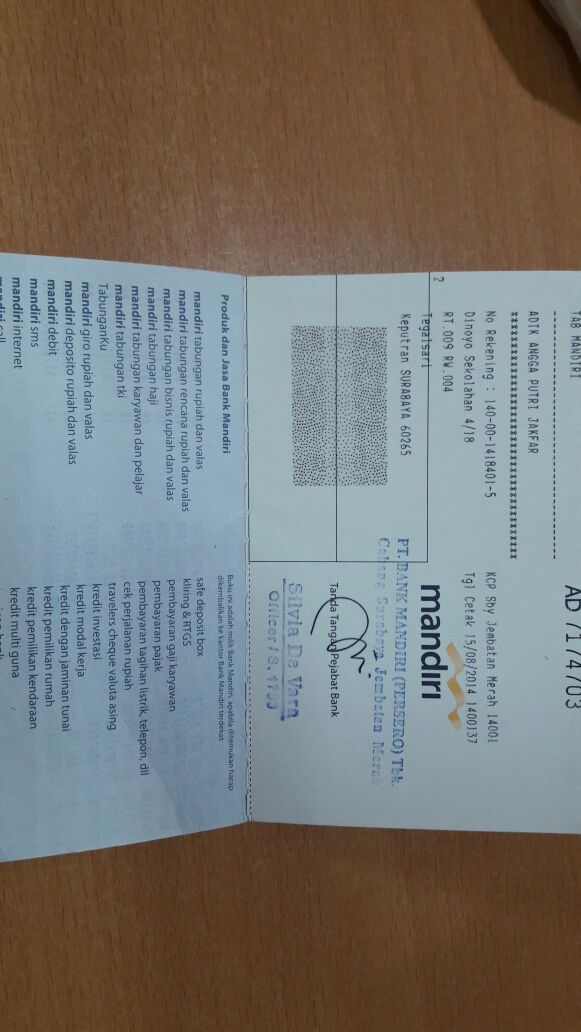 TAB MANDIRI
AD 7174703
ADIK ANGGA PUTRI JAKFAR
********************************
No Rekening : 140-00-1418401-5
KCP Sby Jembatan Merah 14001
Dinoyo Sekolahan 4/18
Tgl Cetak 15/08/2014 1400137
RT.009 RW.004
2
Tegalsari
mandiri
Keputran SURABAYA 60265
PT. BANK MANDIRI (PERSERO) Tbk.
Cabang Surabaya Jembatan Merah
Tanda Tangan Pejabat Bank
Silvia De Vata
Officer / S. 1733
Produk dan Jasa Bank Mandiri
Buku ini adalah milik Bank Mandiri, apabila ditemukan harap
dikembalikan ke kantor Bank Mandiri terdekat
mandiri tabungan rupiah dan valas
mandiri tabungan rencana rupiah dan valas
mandiri tabungan bisnis rupiah dan valas
mandiri tabungan haji
mandiri tabungan karyawan dan pelajar
mandiri tabungan tki
TabunganKu
mandiri giro rupiah dan valas
mandiri deposito rupiah dan valas
mandiri debit
mandiri sms
mandiri internet
mandiri call
safe deposit box
kliring & RTGS
pembayaran gaji karyawan
pembayaran pajak
pembayaran tagihan listrik, telepon, dll
cek perjalanan rupiah
travelers cheque valuta asing
kredit investasi
kredit modal kerja
kredit dengan jaminan tunai
kredit pemilikan rumah
kredit pemilikan kendaraan
kredit multi guna